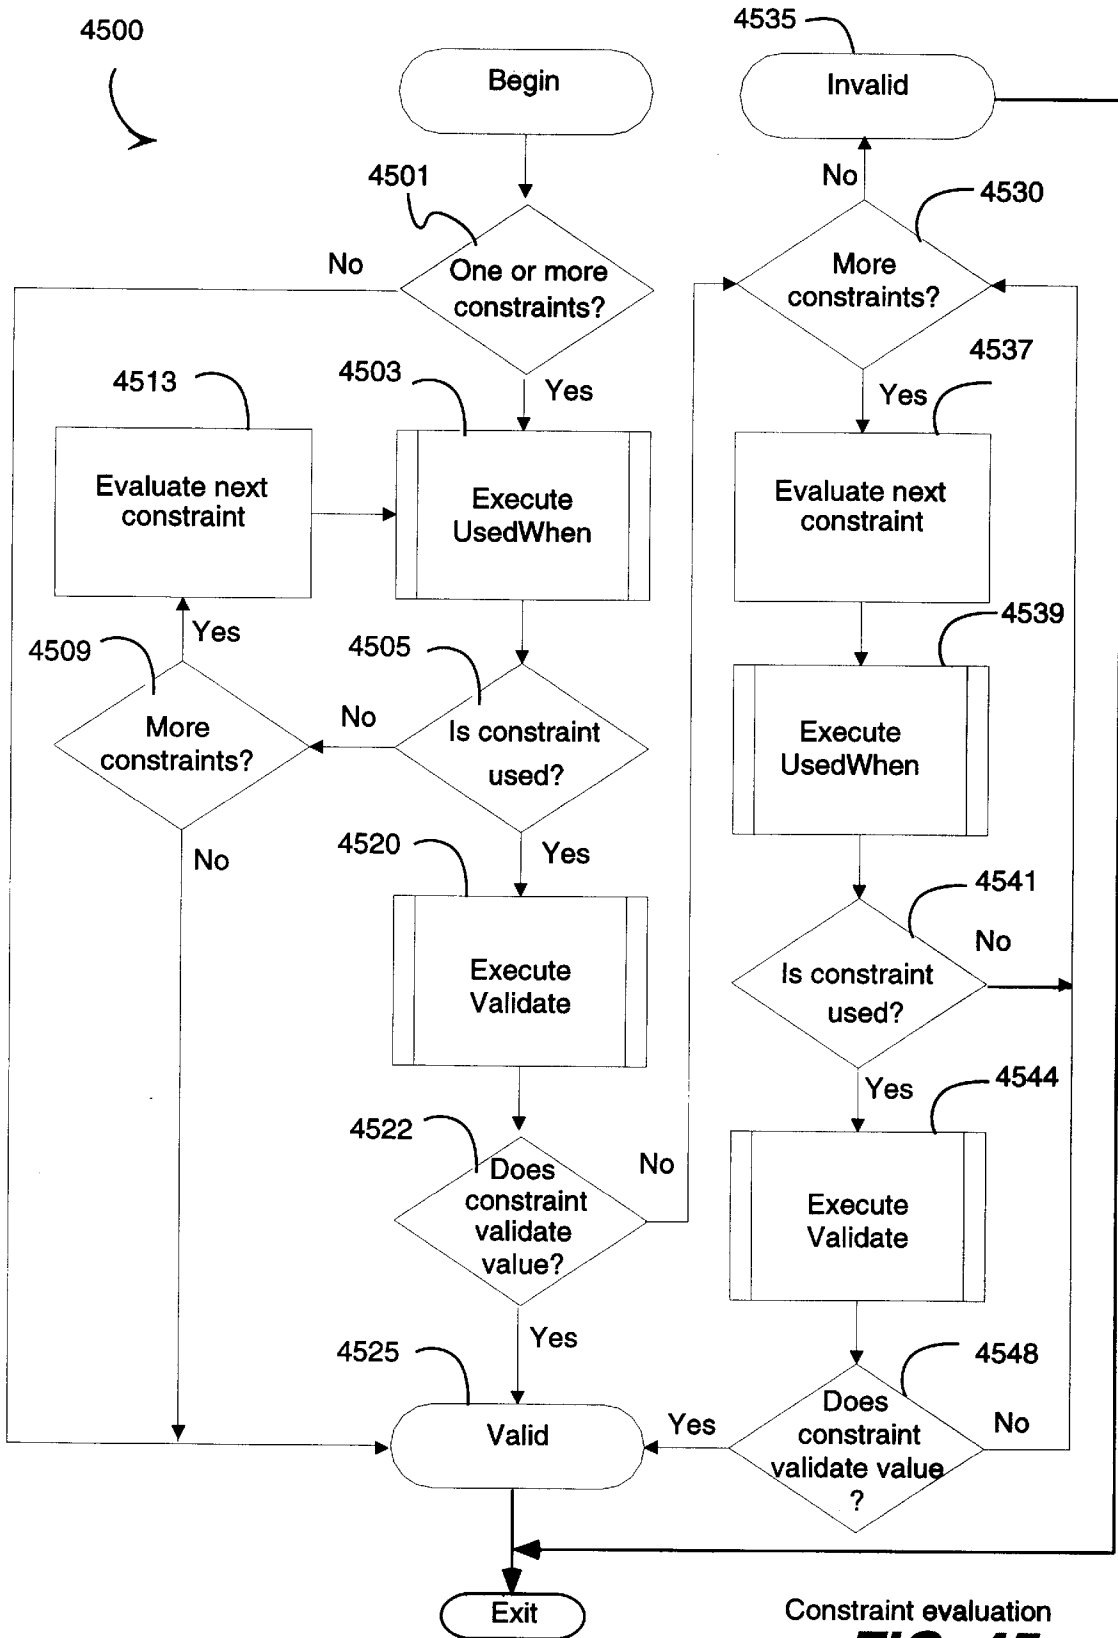 4500
4535
Begin
Invalid
4501
No
4530
No
One or more
constraints?
More
constraints?
4513
4503
Yes
4537
Yes
Evaluate next
constraint
Execute
UsedWhen
Evaluate next
constraint
4509
Yes
4505
4539
More
constraints?
No
Is constraint
used?
Execute
UsedWhen
No
4520
Yes
4541
No
Execute
Validate
Is constraint
used?
Yes
4544
4522
Does
constraint
validate
value?
No
Execute
Validate
Yes
4525
4548
Valid
Yes
Does
constraint
validate value
?
No
Exit
Constraint evaluation
FIG. 45